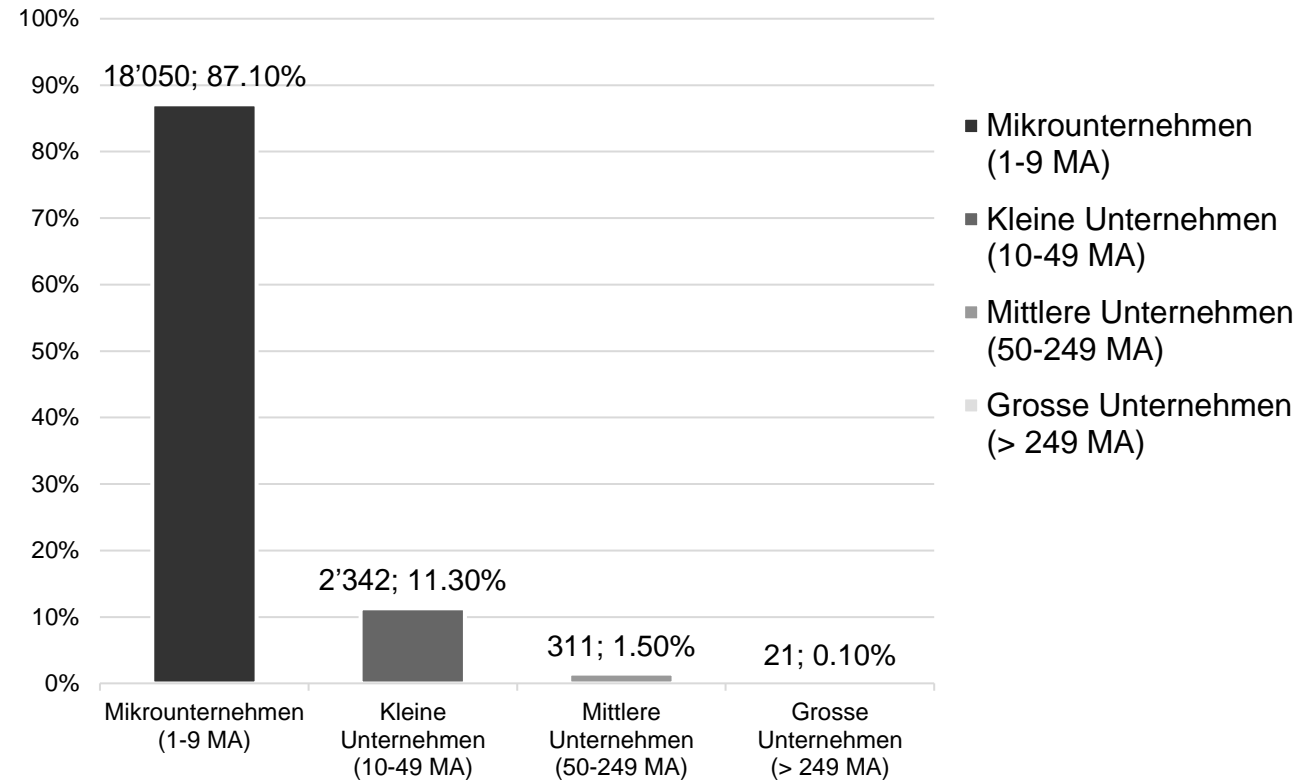 100%
90%
80%
70%
60%
50%
40%
30%
20%
10%
0%
18’050; 87.10%
2’342; 11.30%
311; 1.50%
21; 0.10%
Mikrounternehmen
(1-9 MA)
Kleine
Unternehmen
(10-49 MA)
Mittlere
Unternehmen
(50-249 MA)
Grosse
Unternehmen
(> 249 MA)
Mikrounternehmen
(1-9 MA)
Kleine Unternehmen
(10-49 MA)
Mittlere Unternehmen
(50-249 MA)
Grosse Unternehmen
(> 249 MA)